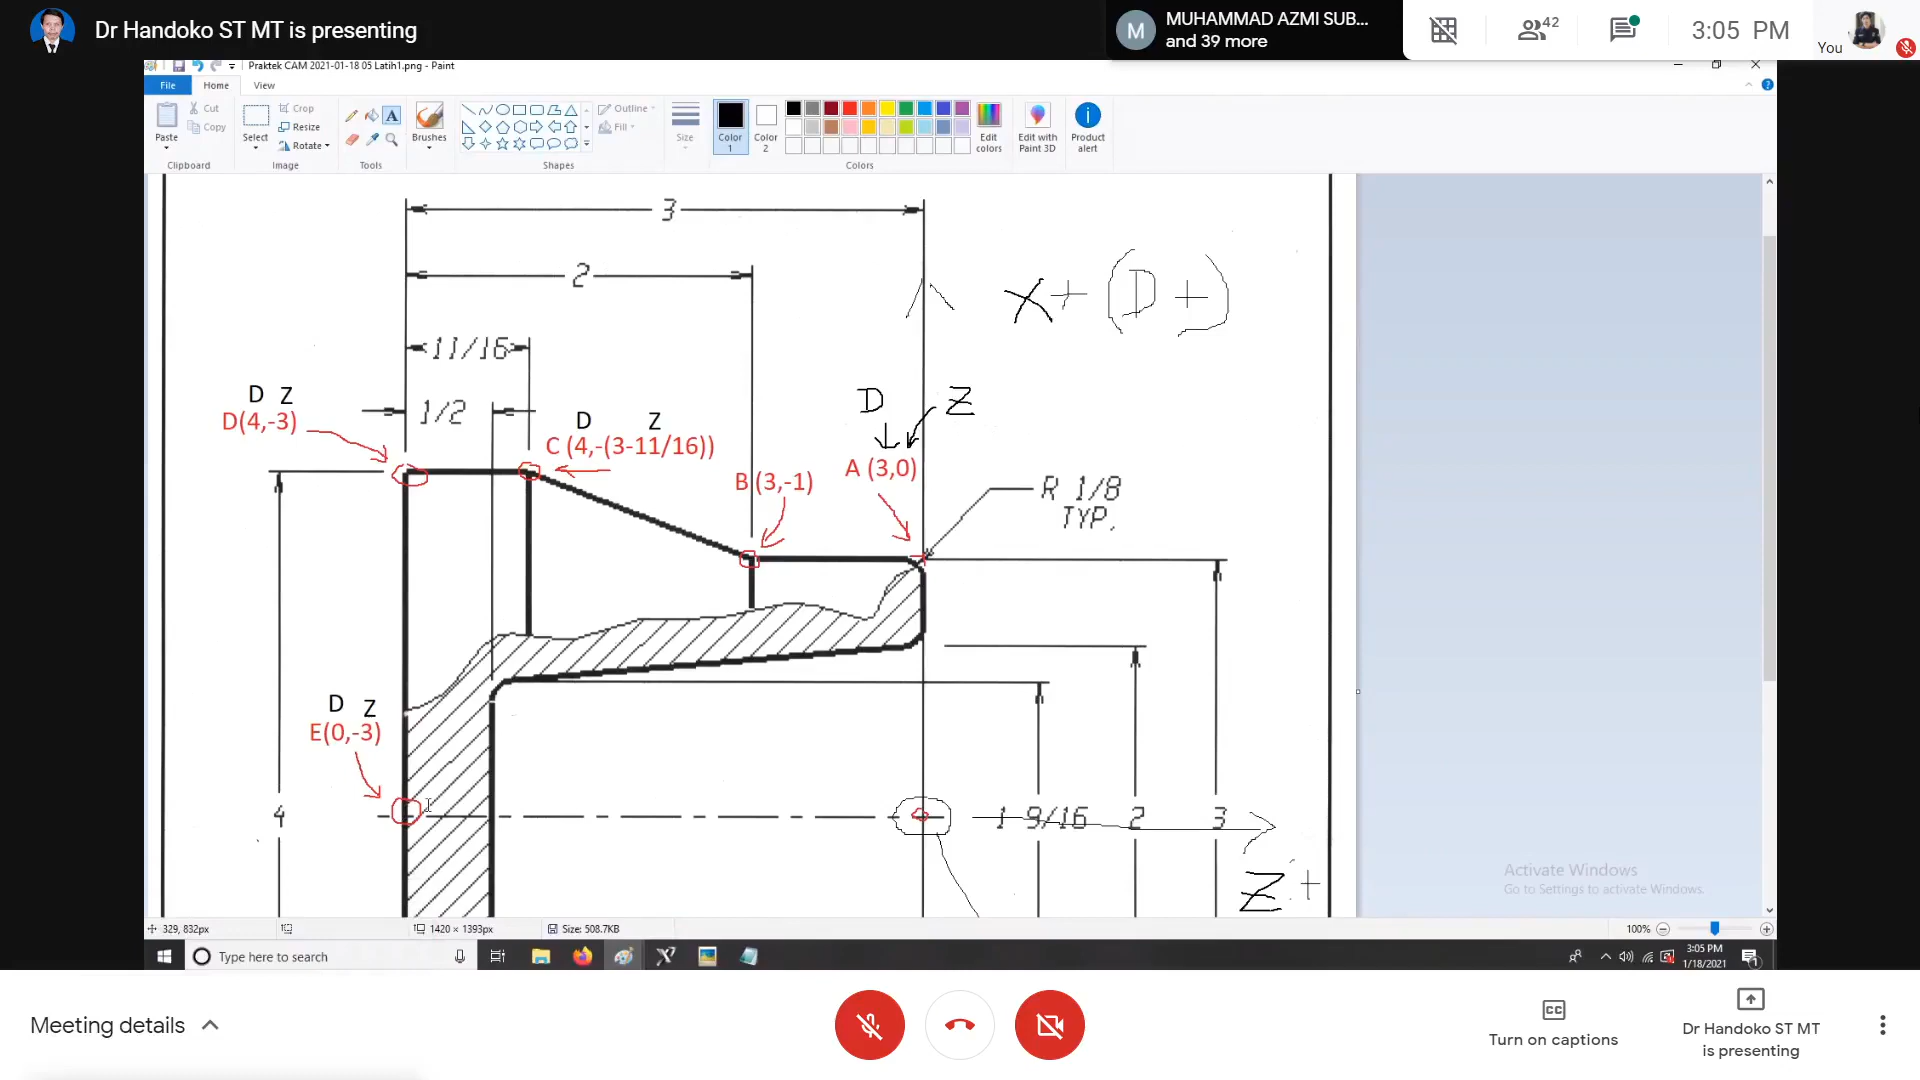 Dr Handoko ST MT is presenting
M
MUHAMMAD AZMI SUB...
and 39 more
42
3:05 PM
You
Praktek CAM 2021-01-18 05 Latih1.png - Paint
File
Home
View
Paste
Cut
Copy
Clipboard
Select
Crop
Resize
Rotate
Image
A
Tools
Brushes
Shapes
Outline
Fill
Size
Color
1
Color
2
Colors
Edit
colors
Edit with
Paint 3D
Product
alert
3
2
11/16
1/2
X+ (D+)
D Z
D(4,-3)
D Z
C (4,-(3-11/16))
B (3,-1)
D Z
A (3,0)
R 1/8
TYP.
D Z
E(0,-3)
4
1 9/16
2
3
Z+
Activate Windows
Go to Settings to activate Windows.
329, 832px
1420 × 1393px
Size: 508.7KB
100%
Type here to search
3:05 PM
1/18/2021
1
Meeting details
Turn on captions
Dr Handoko ST MT
is presenting